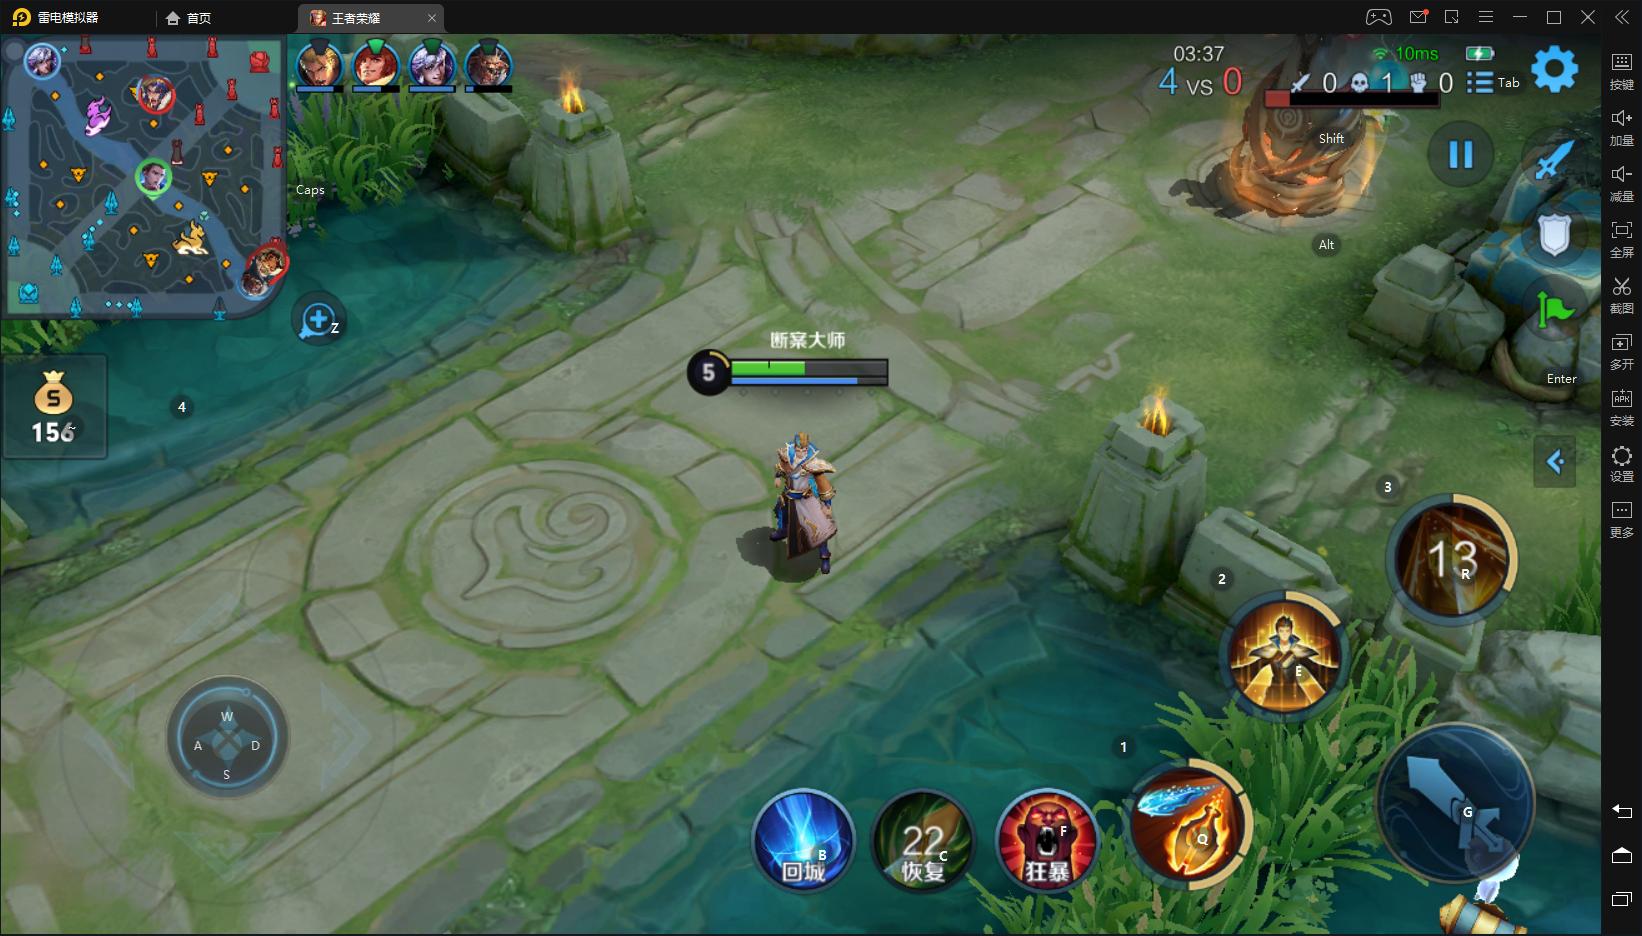 雷电模拟器
首页
王者荣耀
03:37
10ms
4 VS 0
0 1 0
Tab
Shift
Caps
Alt
Z
断案大师
5
Enter
S
156
~
4
3
13
R
2
E
W
A D
S
1
G
B
回城
22
C
恢复
F
狂暴
Q
按键
加量
减量
全屏
截图
多开
APK
安装
设置
更多